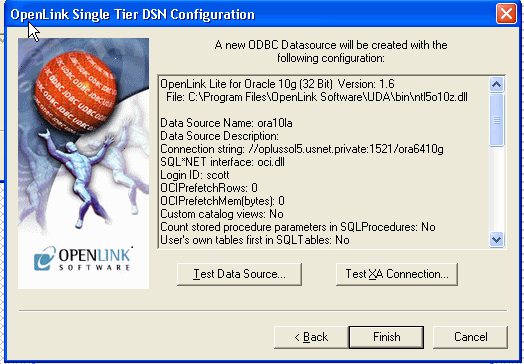 OpenLink Single Tier DSN Configuration
A new ODBC Datasource will be created with the
following configuration:
OpenLink Lite for Oracle 10g (32 Bit) Version: 1.6
File: C:\Program Files\OpenLink Software\UDA\bin\ntl5o10z.dll
Data Source Name: ora10la
Data Source Description:
Connection string: //oplussol5.usnet.private:1521/ora6410g
SQL*NET interface: oci.dll
Login ID: scott
OCIPrefetchRows: 0
OCIPrefetchMem(bytes): 0
Custom catalog views: No
Count stored procedure parameters in SQLProcedures: No
User's own tables first in SQLTables: No
OPENLINK
SOFTWARE
Test Data Source...
Test XA Connection...
< Back
Finish
Cancel